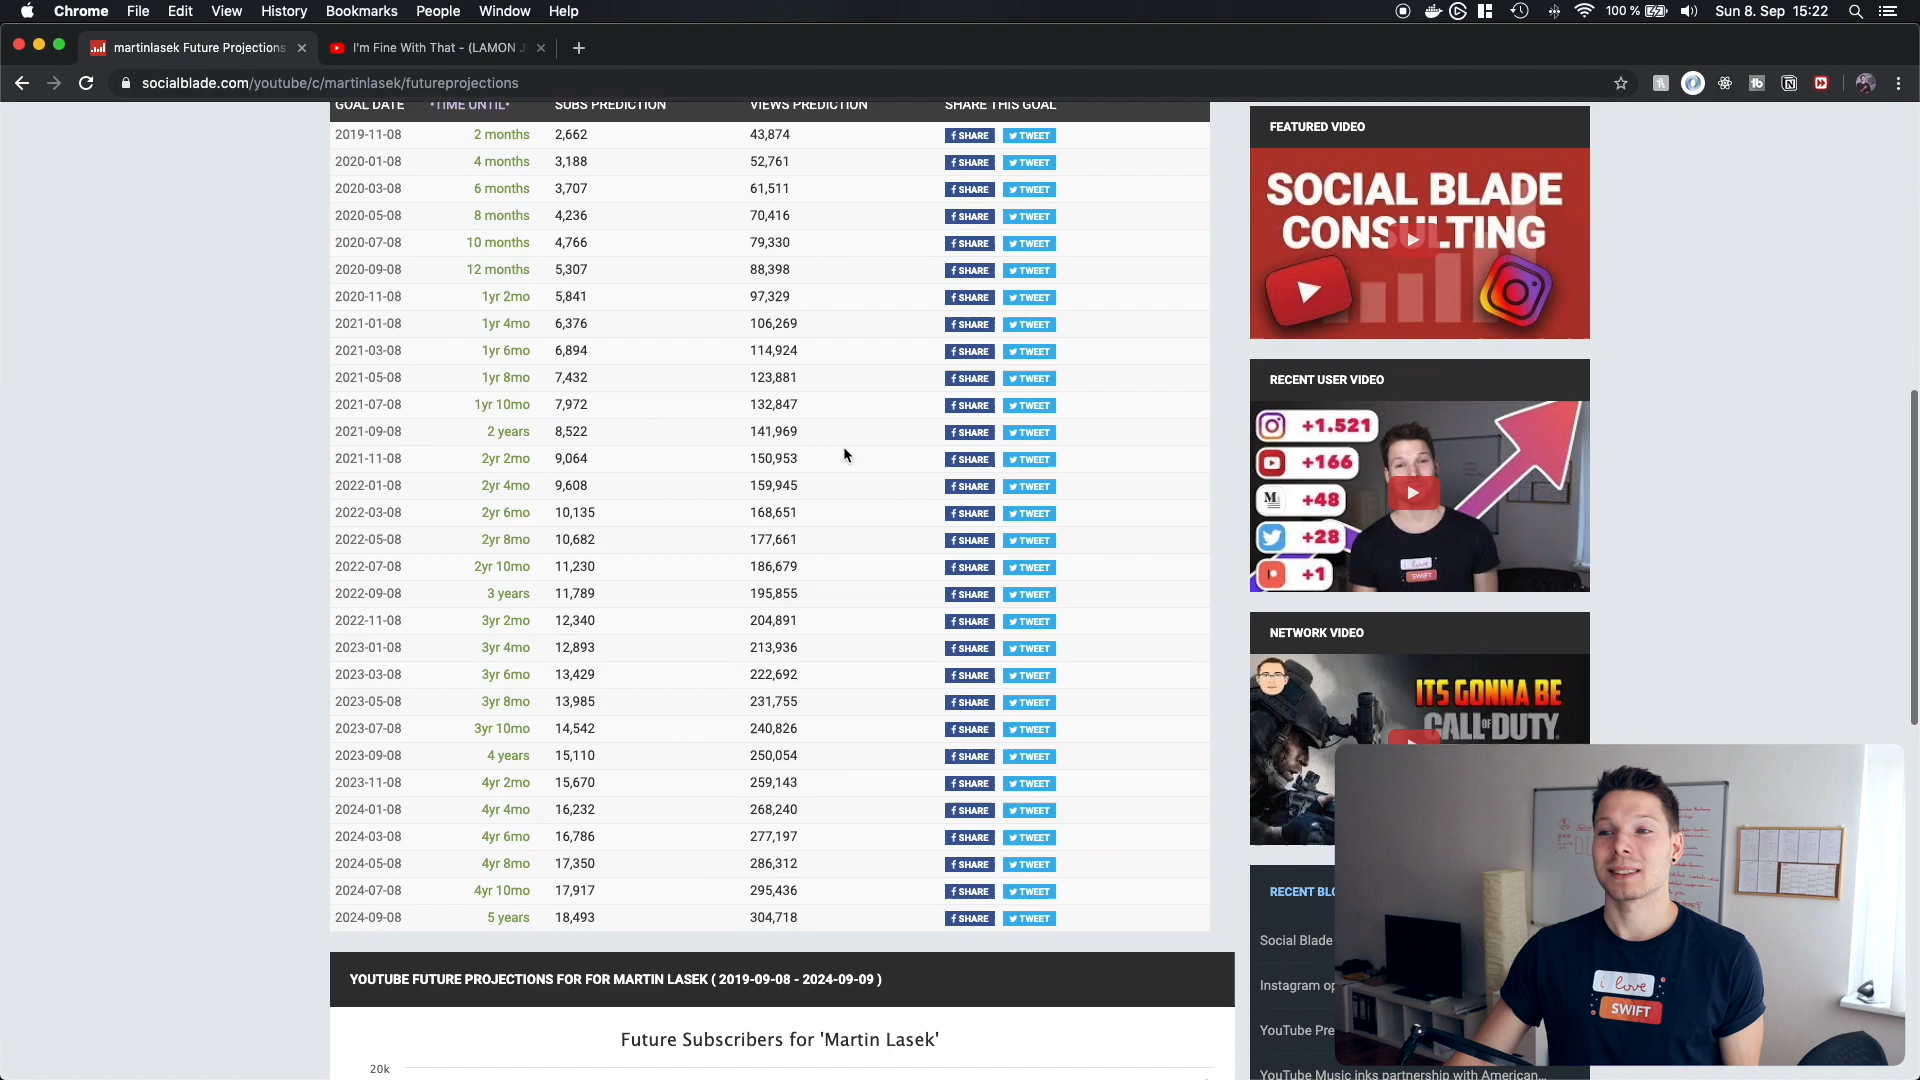 Chrome File Edit View History Bookmarks People Window Help 100 % Sun 8. Sep 15:22
martinlasek Future Projections I'm Fine With That - (LAMON J
socialblade.com/youtube/c/martinlasek/futureprojections
GOAL DATE *TIME UNTIL* SUBS PREDICTION VIEWS PREDICTION SHARE THIS GOAL
2019-11-08 2 months 2,662 43,874 SHARE TWEET
2020-01-08 4 months 3,188 52,761 SHARE TWEET
2020-03-08 6 months 3,707 61,511 SHARE TWEET
2020-05-08 8 months 4,236 70,416 SHARE TWEET
2020-07-08 10 months 4,766 79,330 SHARE TWEET
2020-09-08 12 months 5,307 88,398 SHARE TWEET
2020-11-08 1yr 2mo 5,841 97,329 SHARE TWEET
2021-01-08 1yr 4mo 6,376 106,269 SHARE TWEET
2021-03-08 1yr 6mo 6,894 114,924 SHARE TWEET
2021-05-08 1yr 8mo 7,432 123,881 SHARE TWEET
2021-07-08 1yr 10mo 7,972 132,847 SHARE TWEET
2021-09-08 2 years 8,522 141,969 SHARE TWEET
2021-11-08 2yr 2mo 9,064 150,953 SHARE TWEET
2022-01-08 2yr 4mo 9,608 159,945 SHARE TWEET
2022-03-08 2yr 6mo 10,135 168,651 SHARE TWEET
2022-05-08 2yr 8mo 10,682 177,661 SHARE TWEET
2022-07-08 2yr 10mo 11,230 186,679 SHARE TWEET
2022-09-08 3 years 11,789 195,855 SHARE TWEET
2022-11-08 3yr 2mo 12,340 204,891 SHARE TWEET
2023-01-08 3yr 4mo 12,893 213,936 SHARE TWEET
2023-03-08 3yr 6mo 13,429 222,692 SHARE TWEET
2023-05-08 3yr 8mo 13,985 231,755 SHARE TWEET
2023-07-08 3yr 10mo 14,542 240,826 SHARE TWEET
2023-09-08 4 years 15,110 250,054 SHARE TWEET
2023-11-08 4yr 2mo 15,670 259,143 SHARE TWEET
2024-01-08 4yr 4mo 16,232 268,240 SHARE TWEET
2024-03-08 4yr 6mo 16,786 277,197 SHARE TWEET
2024-05-08 4yr 8mo 17,350 286,312 SHARE TWEET
2024-07-08 4yr 10mo 17,917 295,436 SHARE TWEET
2024-09-08 5 years 18,493 304,718 SHARE TWEET
YOUTUBE FUTURE PROJECTIONS FOR FOR MARTIN LASEK ( 2019-09-08 - 2024-09-09 )
Future Subscribers for 'Martin Lasek'
20k
FEATURED VIDEO
SOCIAL BLADE
CONSULTING
RECENT USER VIDEO
+1.521
+166
+48
+28
+1
i love
SWIFT
NETWORK VIDEO
ITS GONNA BE
CALL OF DUTY
RECENT BLO
Social Blade
Instagram op
YouTube Pre
YouTube Music inks partnership with American...
i love
SWIFT